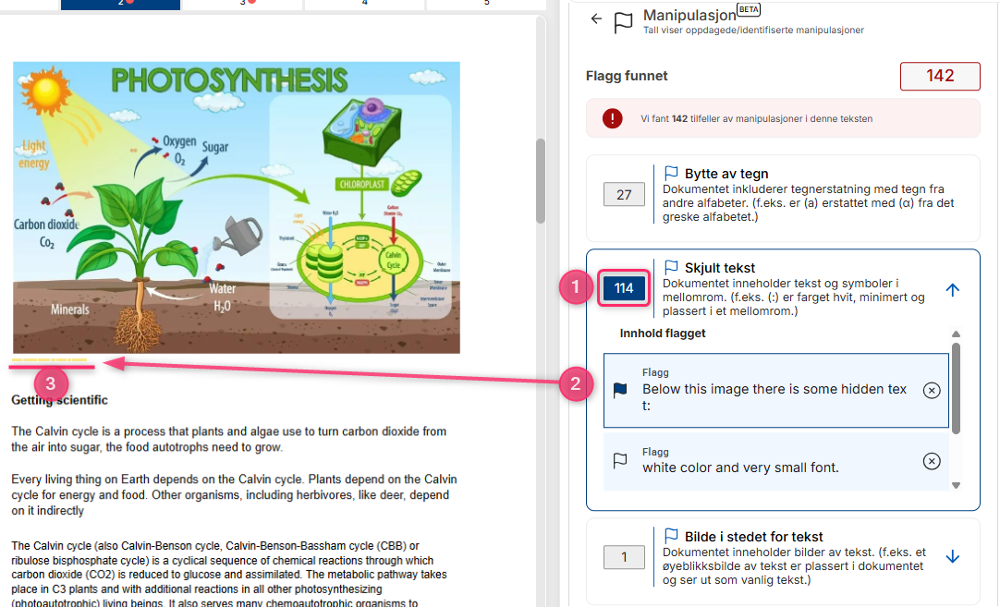 2
3
4
5
PHOTOSYNTHESIS
Light
energy
Oxygen
O2
Sugar
Carbon dioxide
Co2
Water
H2O
Minerals
CHLOROPLAST
Calvin
Cycle
3
Getting scientific
The Calvin cycle is a process that plants and algae use to turn carbon dioxide from
the air into sugar, the food autotrophs need to grow.
Every living thing on Earth depends on the Calvin cycle. Plants depend on the Calvin
cycle for energy and food. Other organisms, including herbivores, like deer, depend
on it indirectly
The Calvin cycle (also Calvin-Benson cycle, Calvin-Benson-Bassham cycle (CBB) or
ribulose bisphosphate cycle) is a cyclical sequence of chemical reactions through which
carbon dioxide (CO2) is reduced to glucose and assimilated. The metabolic pathway takes
place in C3 plants and with additional reactions in all other photosynthesizing
(photoautotrophic) living beings. It also serves many chemoautotrophic organisms to
Manipulasjon BETA
Tall viser oppdagede/identifiserte manipulasjoner
Flagg funnet
142
Vi fant 142 tilfeller av manipulasjoner i denne teksten
27
Bytte av tegn
Dokumentet inkluderer tegnerstatning med tegn fra
andre alfabeter. (f.eks. er (a) erstattet med (α) fra det
greske alfabetet.)
1
114
Skjult tekst
Dokumentet inneholder tekst og symboler i
mellomrom. (f.eks. (:) er farget hvit, minimert og
plassert i et mellomrom.)
Innhold flagget
2
Flagg
Below this image there is some hidden tex
t:
Flagg
white color and very small font.
1
Bilde i stedet for tekst
Dokumentet inneholder bilder av tekst. (f.eks. et
øyeblikksbilde av tekst er plassert i dokumentet
og ser ut som vanlig tekst.)